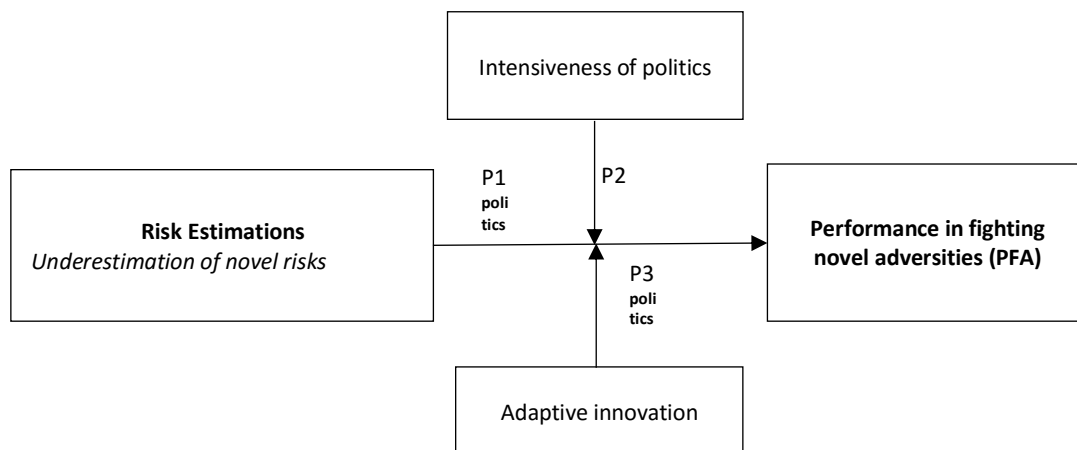 Intensiveness of politics
P1
poli
tics
P2
Risk Estimations
Underestimation of novel risks
Performance in fighting
novel adversities (PFA)
P3
poli
tics
Adaptive innovation